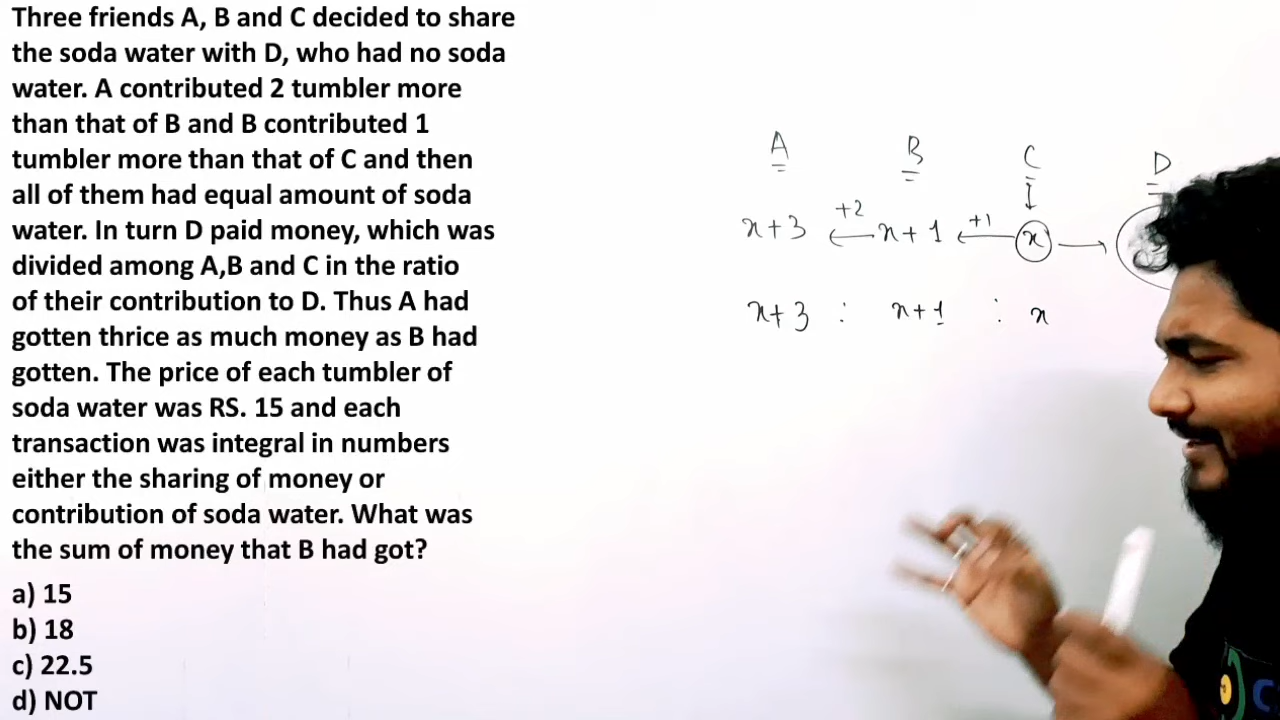 Three friends A, B and C decided to share
the soda water with D, who had no soda
water. A contributed 2 tumbler more
than that of B and B contributed 1
tumbler more than that of C and then
all of them had equal amount of soda
water. In turn D paid money, which was
divided among A,B and C in the ratio
of their contribution to D. Thus A had
gotten thrice as much money as B had
gotten. The price of each tumbler of
soda water was RS. 15 and each
transaction was integral in numbers
either the sharing of money or
contribution of soda water. What was
the sum of money that B had got?
a) 15
b) 18
c) 22.5
d) NOT
A B C D
x+3 +2 x+1 +1 x
x+3 : x+1 : x